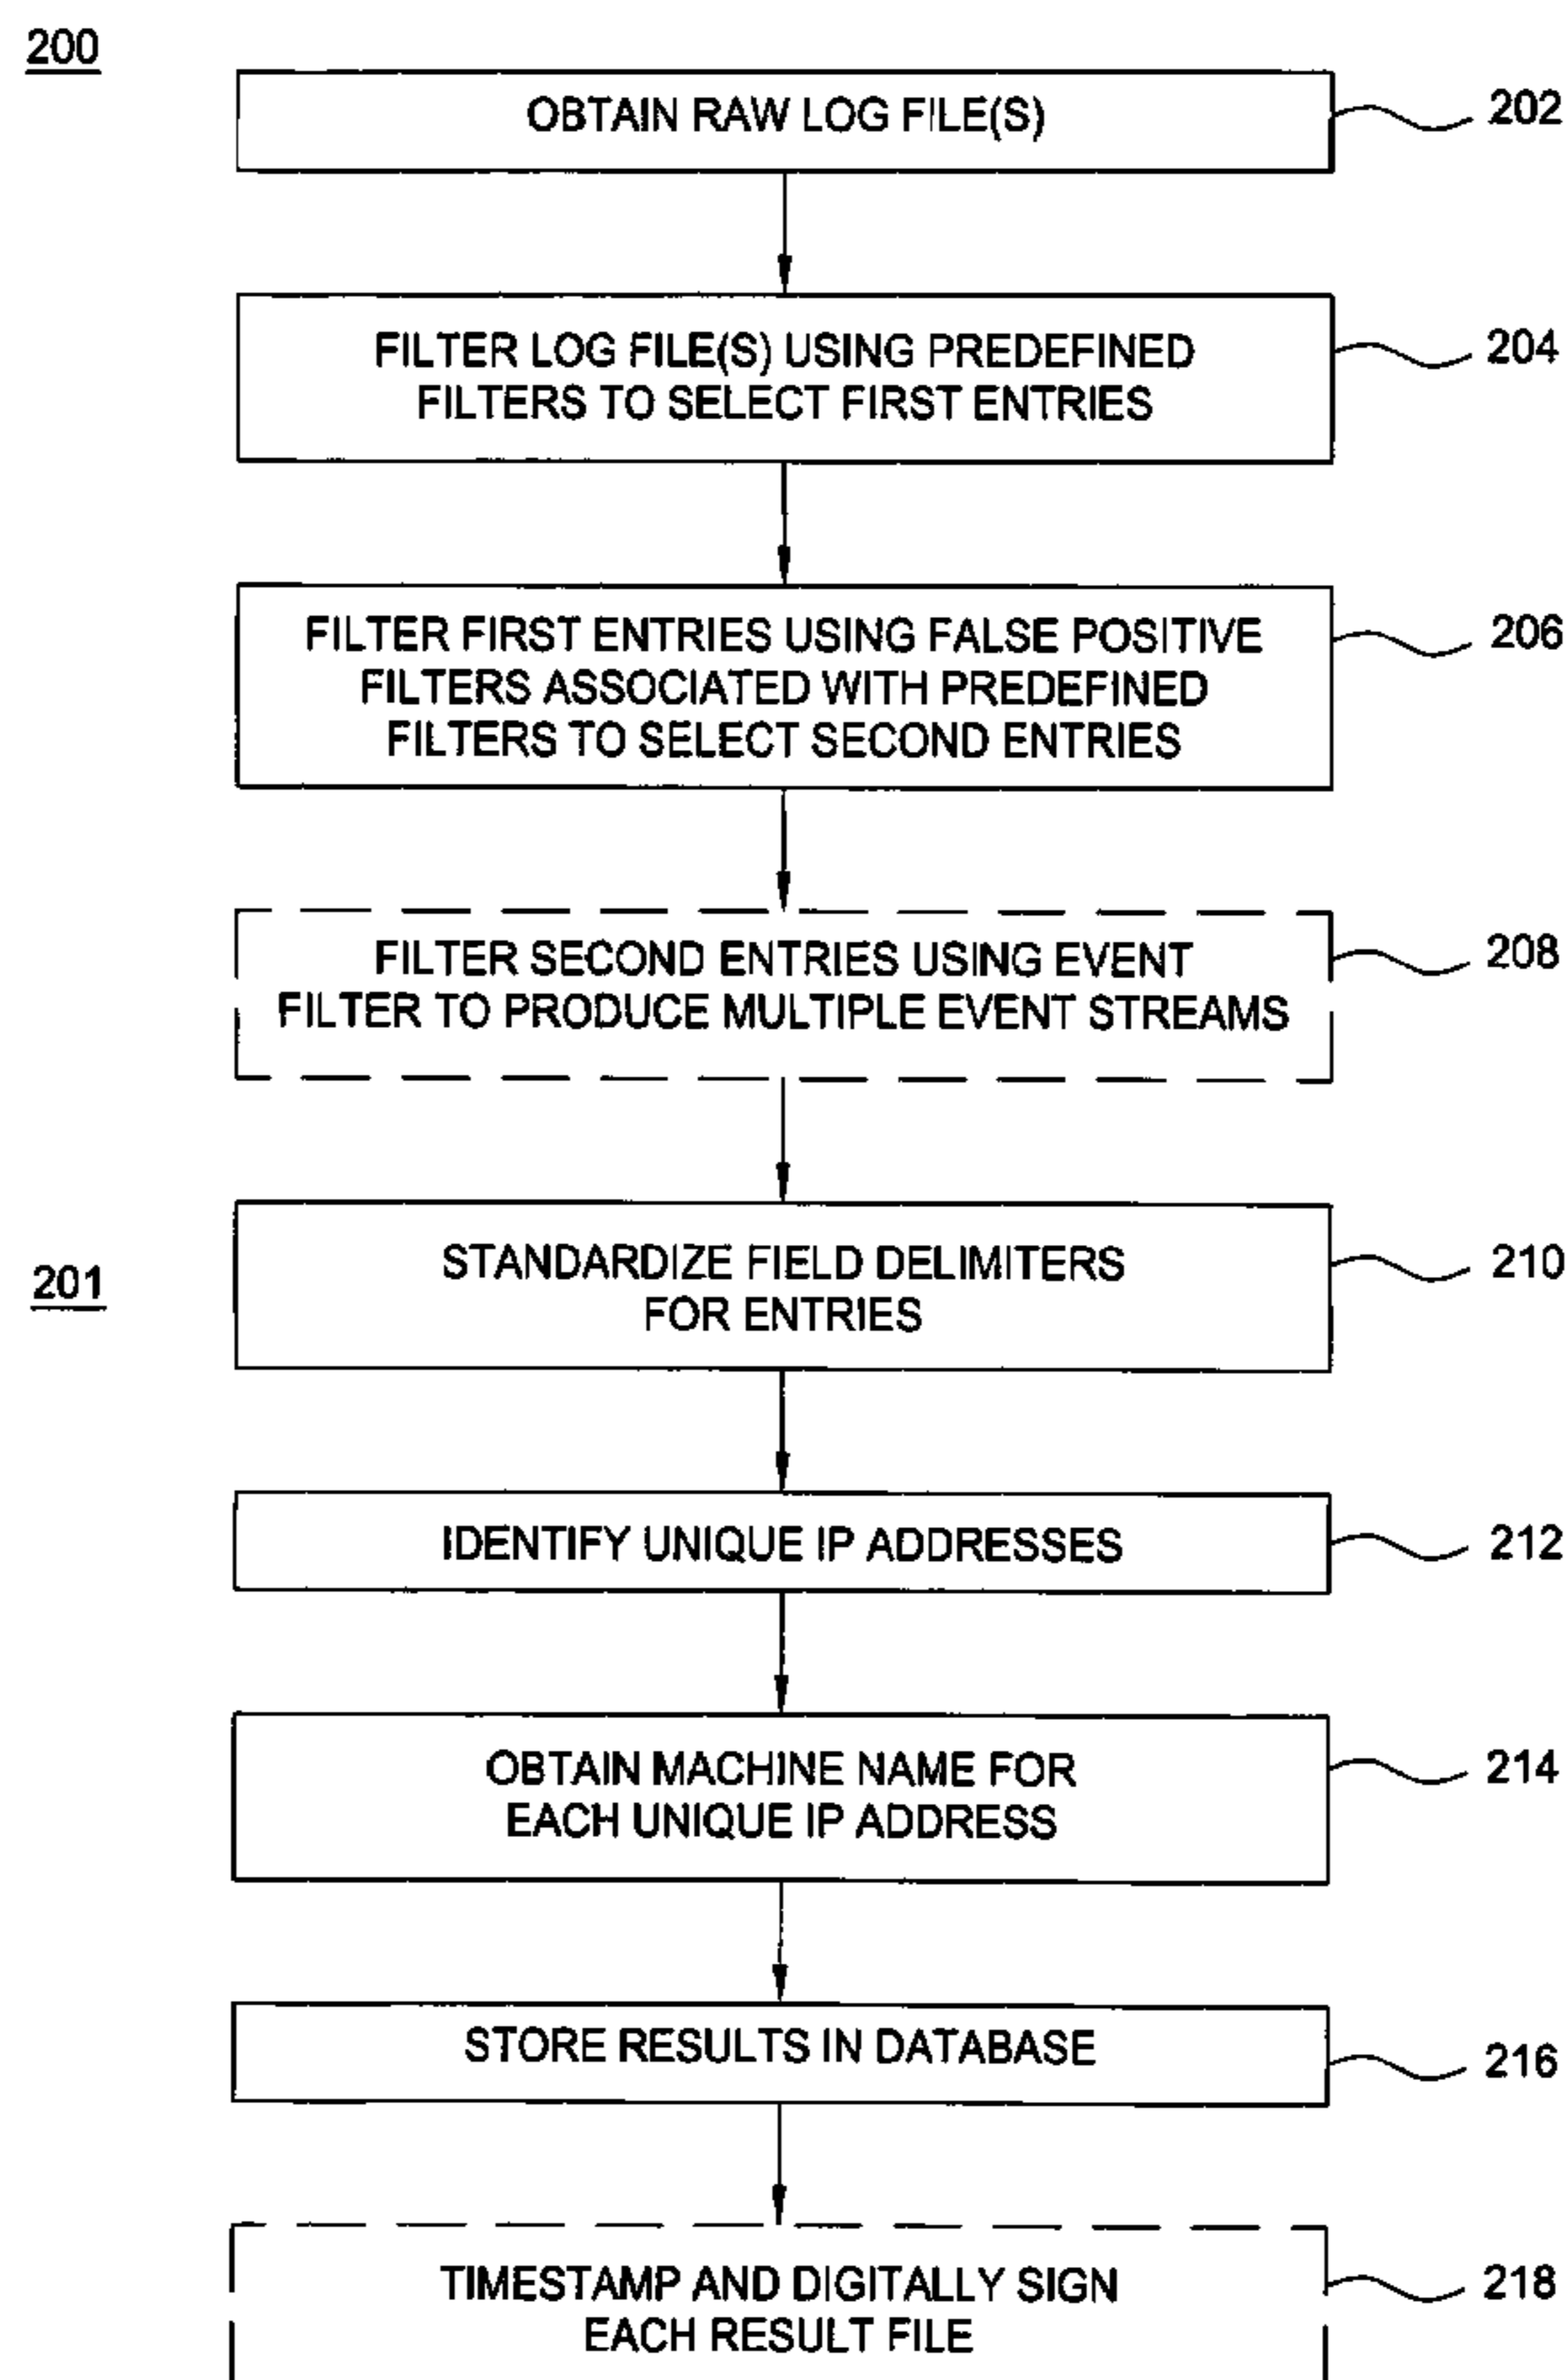 200
OBTAIN RAW LOG FILE(S)
202
FILTER LOG FILE(S) USING PREDEFINED
FILTERS TO SELECT FIRST ENTRIES
204
FILTER FIRST ENTRIES USING FALSE POSITIVE
FILTERS ASSOCIATED WITH PREDEFINED
FILTERS TO SELECT SECOND ENTRIES
206
FILTER SECOND ENTRIES USING EVENT
FILTER TO PRODUCE MULTIPLE EVENT STREAMS
208
201
STANDARDIZE FIELD DELIMITERS
FOR ENTRIES
210
IDENTIFY UNIQUE IP ADDRESSES
212
OBTAIN MACHINE NAME FOR
EACH UNIQUE IP ADDRESS
214
STORE RESULTS IN DATABASE
216
TIMESTAMP AND DIGITALLY SIGN
EACH RESULT FILE
218